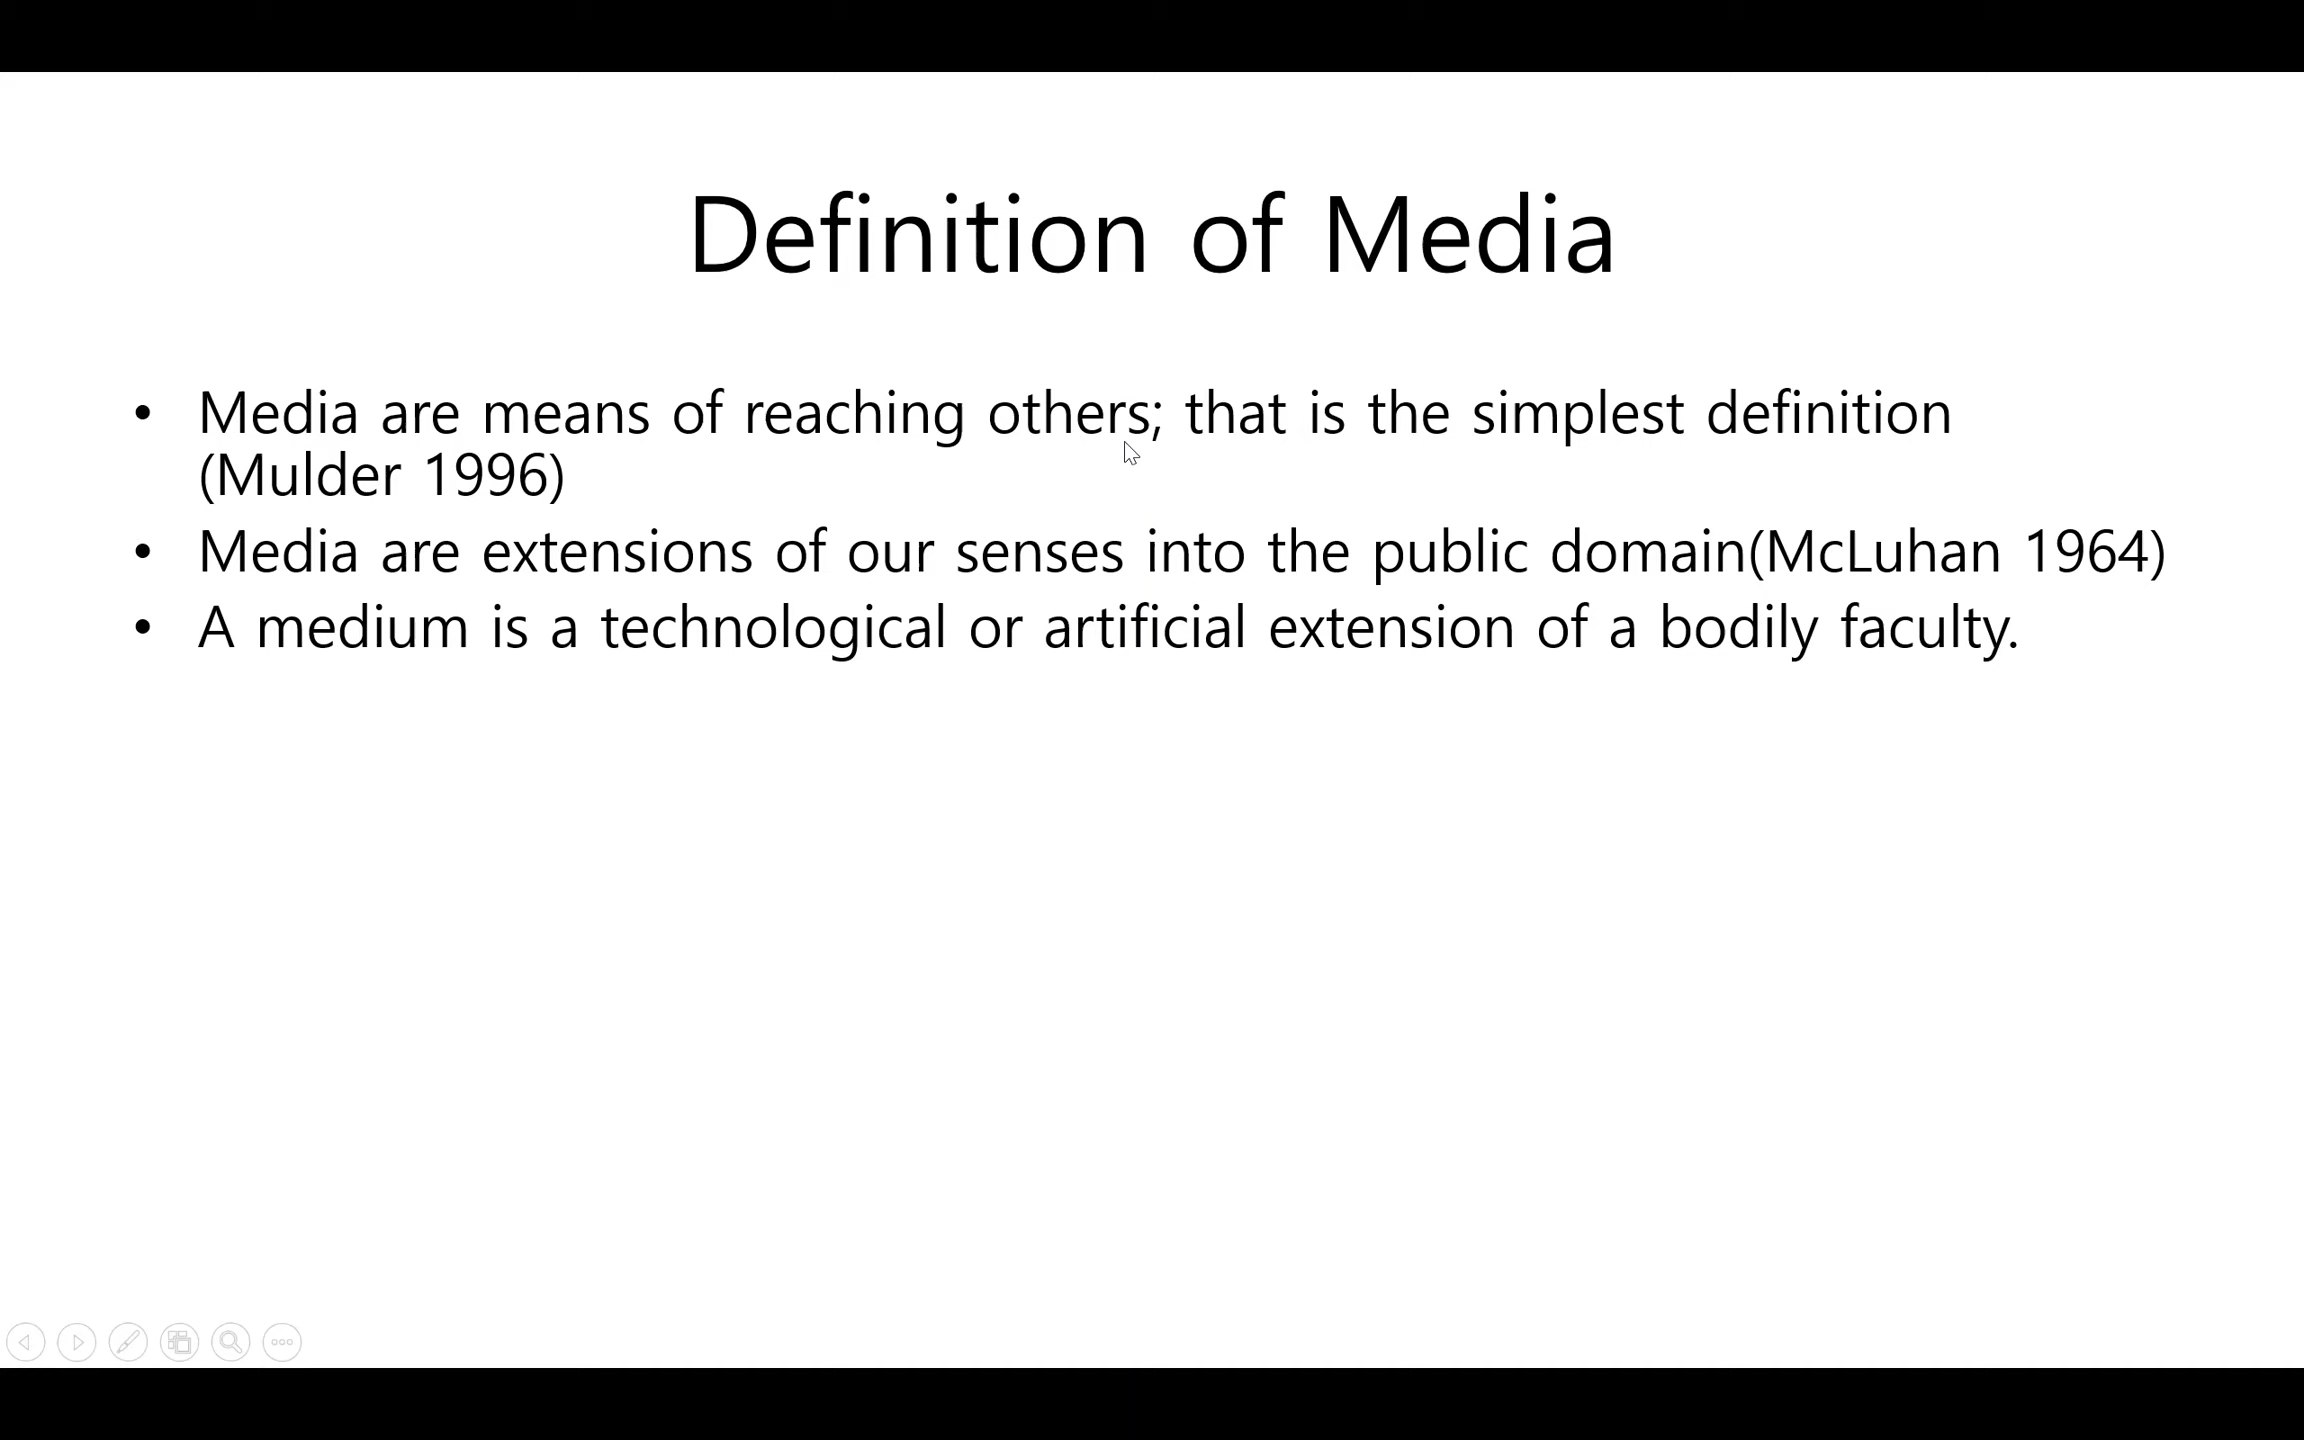 Definition of Media
• Media are means of reaching others; that is the simplest definition
(Mulder 1996)
• Media are extensions of our senses into the public domain(McLuhan 1964)
• A medium is a technological or artificial extension of a bodily faculty.